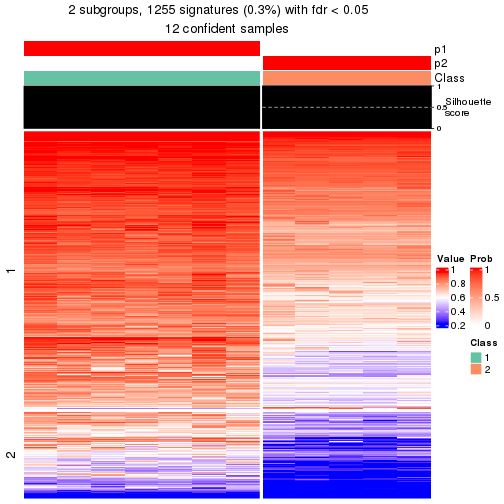 2 subgroups, 1255 signatures (0.3%) with fdr < 0.05
12 confident samples
p1
p2
Class
1
0.5
0
Silhouette
score
1
2
Value
1
0.8
0.6
0.4
0.2
Prob
1
0.5
0
Class
1
2